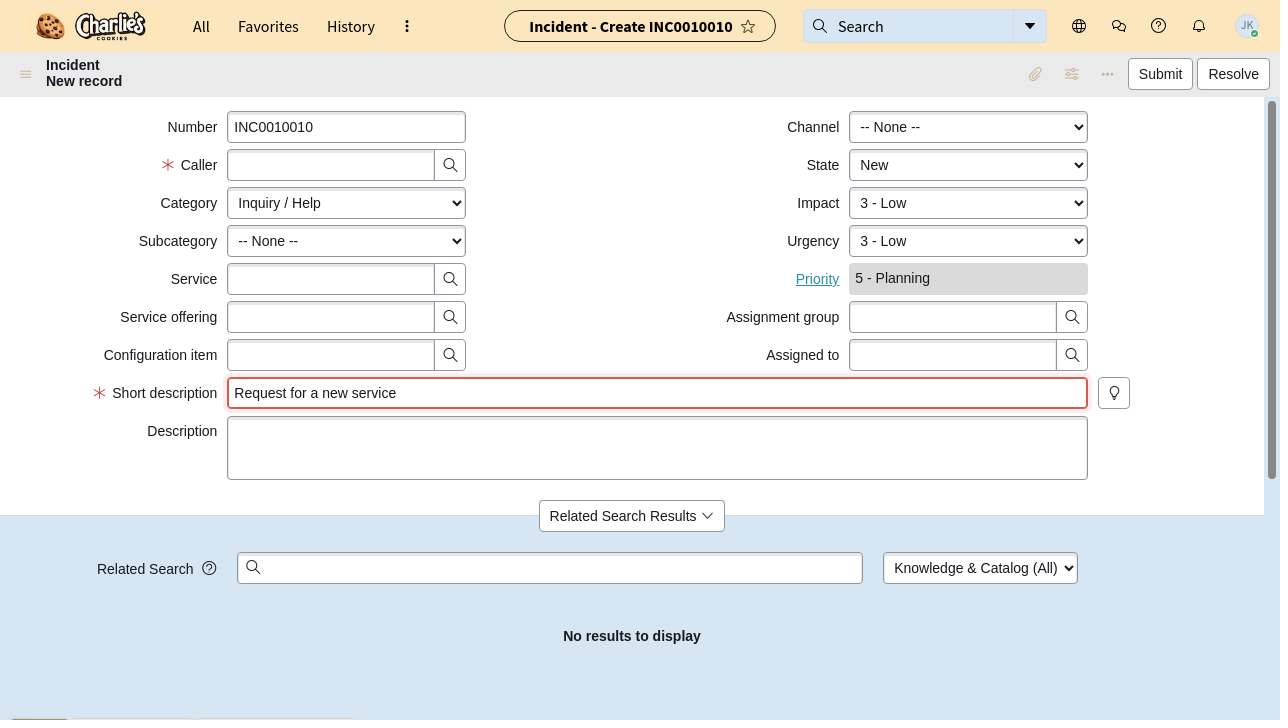 Charlie's
COOKIES
All
Favorites
History
Incident - Create INC0010010
Search
JK
Incident
New record
Submit
Resolve
Number
INC0010010
Channel
-- None --
Caller
State
New
Category
Inquiry / Help
Impact
3 - Low
Subcategory
-- None --
Urgency
3 - Low
Service
Priority
5 - Planning
Service offering
Assignment group
Configuration item
Assigned to
Short description
Request for a new service
Description
Related Search Results
Related Search
Knowledge & Catalog (All)
No results to display